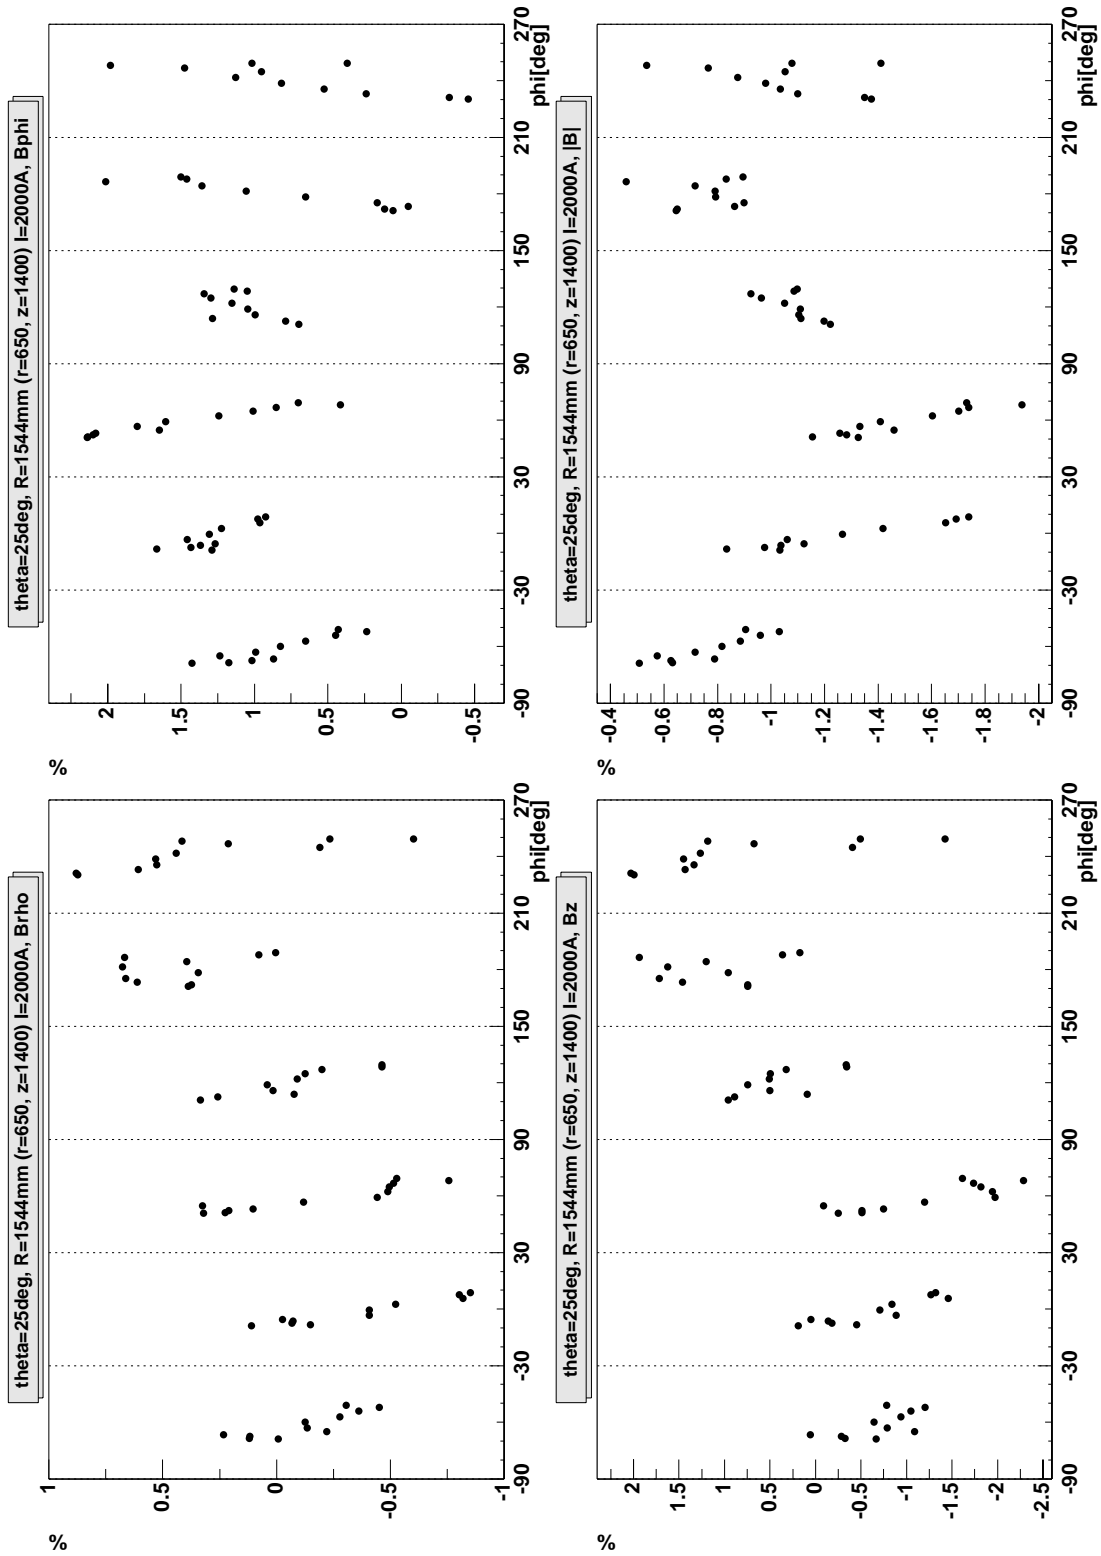 theta=25deg, R=1544mm (r=650, z=1400) I=2000A, Brho
%
1
0.5
0
-0.5
-1
-90 -30 30 90 150 210 270
phi[deg]
theta=25deg, R=1544mm (r=650, z=1400) I=2000A, Bphi
%
2
1.5
1
0.5
0
-0.5
-90 -30 30 90 150 210 270
phi[deg]
theta=25deg, R=1544mm (r=650, z=1400) I=2000A, Bz
%
2
1.5
1
0.5
0
-0.5
-1
-1.5
-2
-2.5
-90 -30 30 90 150 210 270
phi[deg]
theta=25deg, R=1544mm (r=650, z=1400) I=2000A, |B|
%
-0.4
-0.6
-0.8
-1
-1.2
-1.4
-1.6
-1.8
-2
-90 -30 30 90 150 210 270
phi[deg]